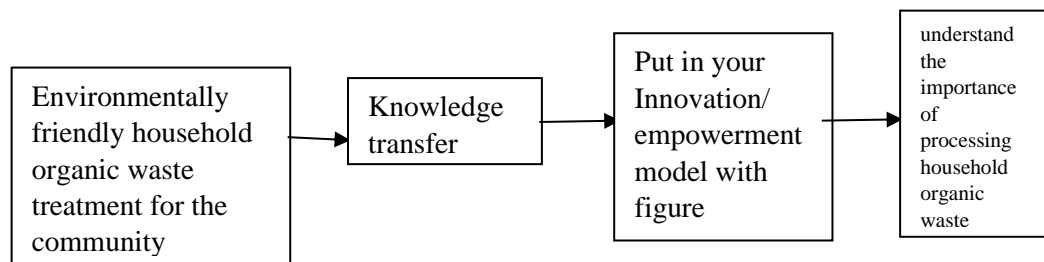 Environmentally
friendly household
organic waste
treatment for the
community
Knowledge
transfer
Put in your
Innovation/
empowerment
model with
figure
understand
the
importance
of
processing
household
organic
waste